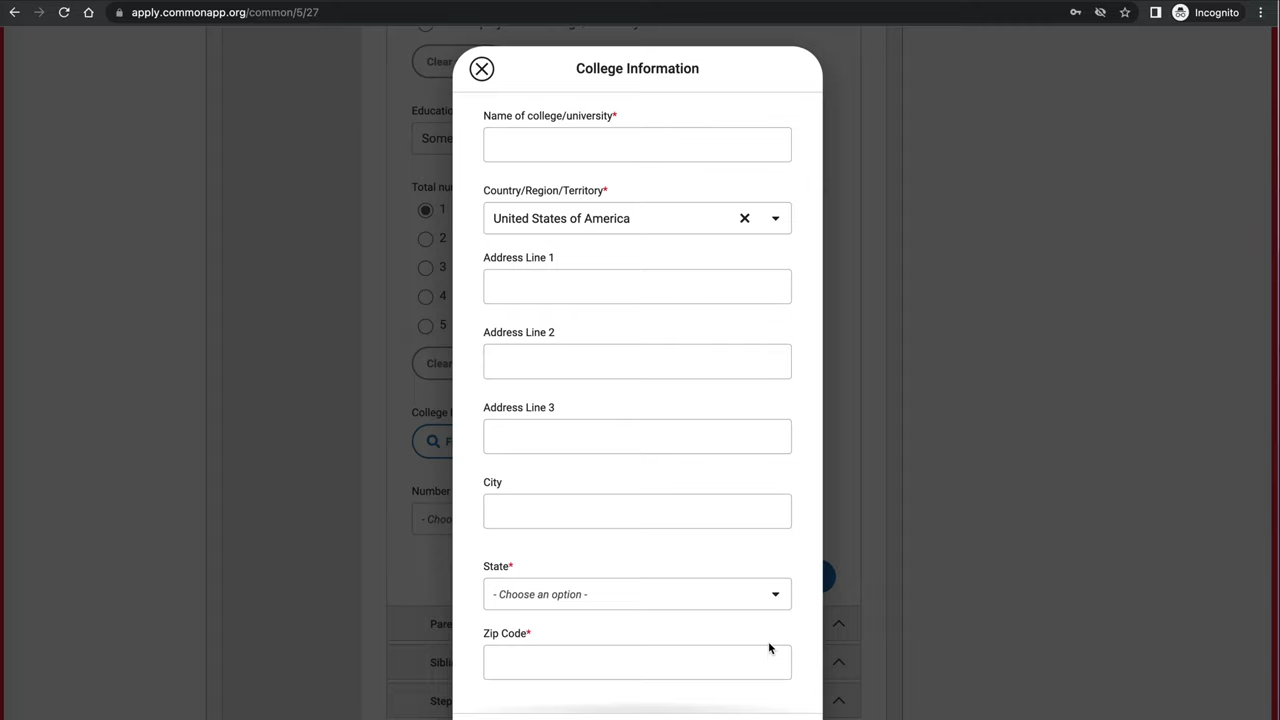 apply.commonapp.org/common/5/27
Incognito
Clear
College Information
Name of college/university*
Educatio
Some
Country/Region/Territory*
Total nu
United States of America
1
2
Address Line 1
3
4
5
Address Line 2
Clear
Address Line 3
College
F
City
Number
- Choo
State*
- Choose an option -
Pare
Zip Code*
Sibli
Step